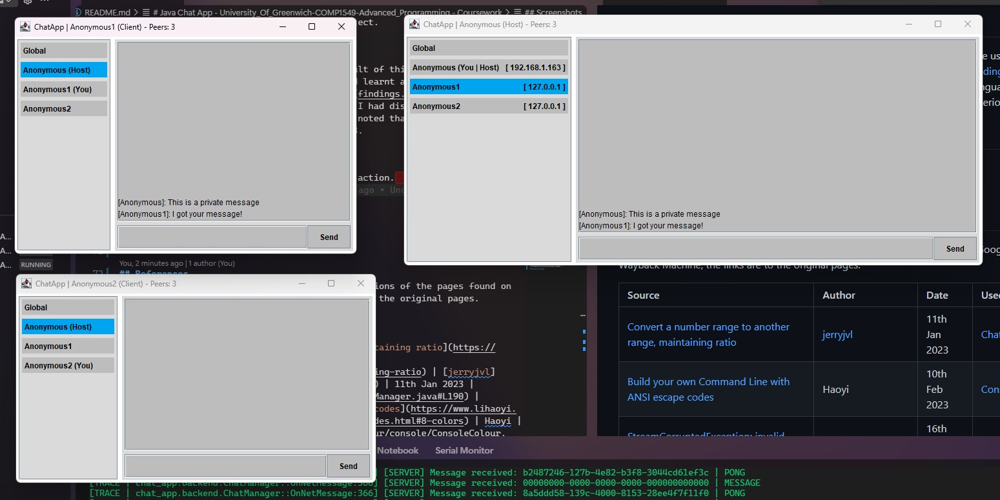 README.md > # Java Chat App - University_Of_Greenwich-COMP1549-Advanced_Programming - Coursework > ## Screenshots
ChatApp | Anonymous1 (Client) - Peers: 3
Global
Anonymous (Host)
Anonymous1 (You)
Anonymous2
[Anonymous]: This is a private message
[Anonymous1]: I got your message!
Send
ChatApp | Anonymous (Host) - Peers: 3
Global
Anonymous (You | Host) [ 192.168.1.163 ]
Anonymous1 [ 127.0.0.1 ]
Anonymous2 [ 127.0.0.1 ]
[Anonymous]: This is a private message
[Anonymous1]: I got your message!
Send
ect.
learnt a
findings.
I had dis
noted tha
action.
ago • Unc
A...
A...
A...
RUNNING
You, 2 minutes ago | 1 author (You)
72 ## References
ChatApp | Anonymous2 (Client) - Peers: 3
Global
Anonymous (Host)
Anonymous1
Anonymous2 (You)
Send
ions of the pages found on
the original pages.
taining ratio](https://
ing-ratio) | [jerryjvl]
) | 11th Jan 2023 |
Manager.java#L190) |
codes](https://www.lihaoyi.
des.html#8-colors) | Haoyi |
ur/console/ConsoleColour.
Wayback Machine, the links are to the original pages.
Source Author Date Used
Convert a number range to another range, maintaining ratio
jerryjvl
11th
Jan
2023
Chat
Build your own Command Line with
ANSI escape codes
Haoyi
10th
Feb
2023
Cons
StreamCorruptedException: invalid
16th
Notebook Serial Monitor
[SERVER] Message received: b2487246-127b-4e82-b3f8-3044cd61ef3c | PONG
[TRACE | chat_app.backend.ChatManager::OnNetMessage:366] [SERVER] Message received: 00000000-0000-0000-0000-000000000000 | MESSAGE
[TRACE | chat_app.backend.ChatManager::OnNetMessage:366] [SERVER] Message received: 8a5ddd58-139c-4000-8153-28ee4f7f11f0 | PONG